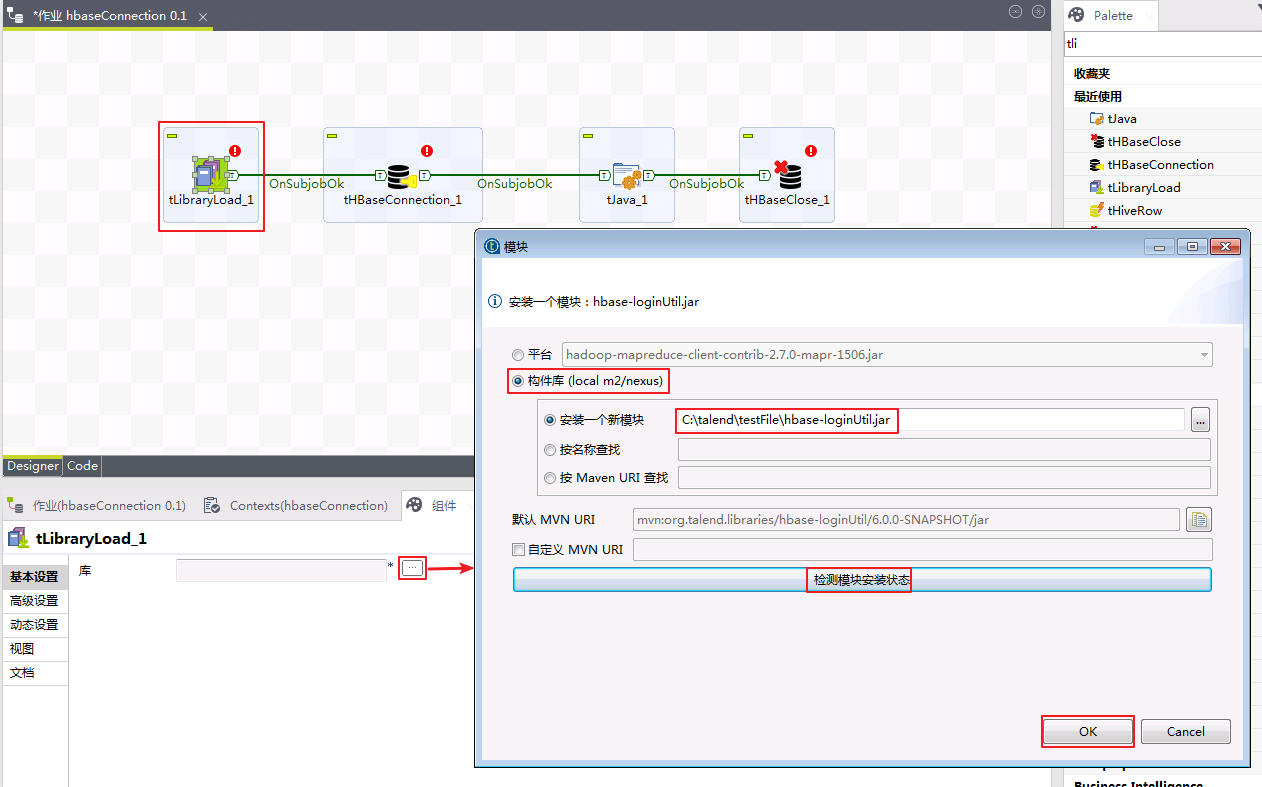 *作业 hbaseConnection 0.1
Palette
tli
收藏夹
最近使用
tJava
tHBaseClose
tHBaseConnection
tLibraryLoad
tHiveRow
tLibraryLoad_1
OnSubjobOk
tHBaseConnection_1
OnSubjobOk
tJava_1
OnSubjobOk
tHBaseClose_1
模块
安装一个模块：hbase-loginUtil.jar
平台 hadoop-mapreduce-client-contrib-2.7.0-mapr-1506.jar
构件库 (local m2/nexus)
安装一个新模块 C:\talend\testFile\hbase-loginUtil.jar ...
按名称查找
按 Maven URI 查找
默认 MVN URI mvn:org.talend.libraries/hbase-loginUtil/6.0.0-SNAPSHOT/jar
自定义 MVN URI
检测模块安装状态
OK Cancel
Designer Code
作业(hbaseConnection 0.1) Contexts(hbaseConnection) 组件
tLibraryLoad_1
基本设置
高级设置
动态设置
视图
文档
库 * ...
Business Intelligence